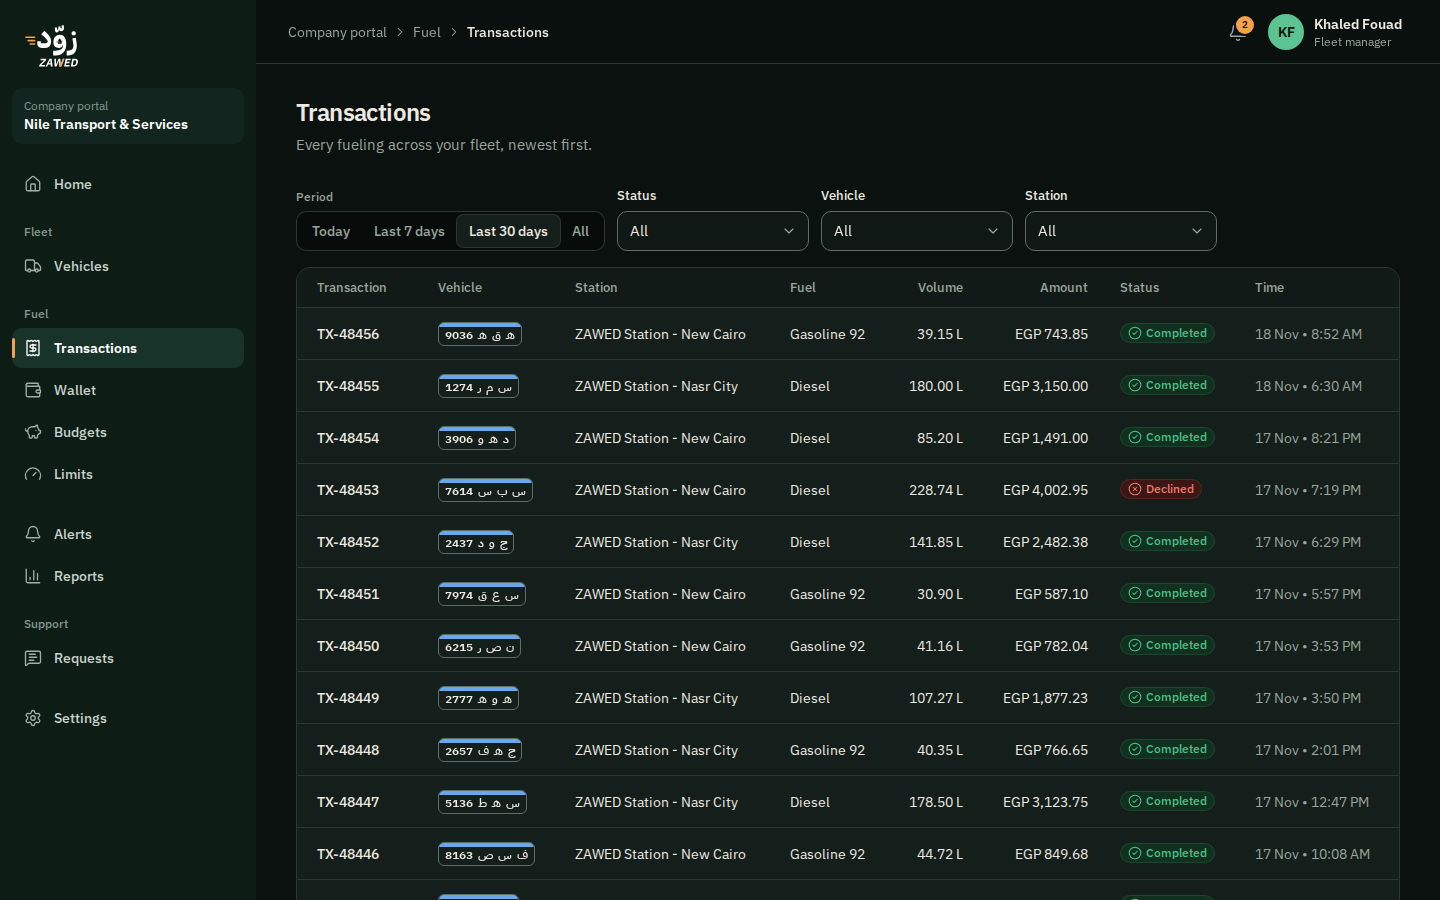 زوّد
ZAWED
Company portal
Nile Transport & Services
Home
Fleet
Vehicles
Fuel
Transactions
Wallet
Budgets
Limits
Alerts
Reports
Support
Requests
Settings
Company portal > Fuel > Transactions
2
KF
Khaled Fouad
Fleet manager
Transactions
Every fueling across your fleet, newest first.
Period
Today Last 7 days Last 30 days All
Status
All
Vehicle
All
Station
All
Transaction Vehicle Station Fuel Volume Amount Status Time
TX-48456 9036 ه ق ه ZAWED Station - New Cairo Gasoline 92 39.15 L EGP 743.85 Completed 18 Nov • 8:52 AM
TX-48455 1274 س م ر ZAWED Station - Nasr City Diesel 180.00 L EGP 3,150.00 Completed 18 Nov • 6:30 AM
TX-48454 3906 د ه و ZAWED Station - New Cairo Diesel 85.20 L EGP 1,491.00 Completed 17 Nov • 8:21 PM
TX-48453 7614 س ب س ZAWED Station - New Cairo Diesel 228.74 L EGP 4,002.95 Declined 17 Nov • 7:19 PM
TX-48452 2437 ج و د ZAWED Station - Nasr City Diesel 141.85 L EGP 2,482.38 Completed 17 Nov • 6:29 PM
TX-48451 7974 س ع ق ZAWED Station - New Cairo Gasoline 92 30.90 L EGP 587.10 Completed 17 Nov • 5:57 PM
TX-48450 6215 ن ص ر ZAWED Station - New Cairo Gasoline 92 41.16 L EGP 782.04 Completed 17 Nov • 3:53 PM
TX-48449 2777 ه و ه ZAWED Station - Nasr City Diesel 107.27 L EGP 1,877.23 Completed 17 Nov • 3:50 PM
TX-48448 2657 ج ه ف ZAWED Station - Nasr City Gasoline 92 40.35 L EGP 766.65 Completed 17 Nov • 2:01 PM
TX-48447 5136 س ه ط ZAWED Station - Nasr City Diesel 178.50 L EGP 3,123.75 Completed 17 Nov • 12:47 PM
TX-48446 8163 ف س ص ZAWED Station - New Cairo Gasoline 92 44.72 L EGP 849.68 Completed 17 Nov • 10:08 AM